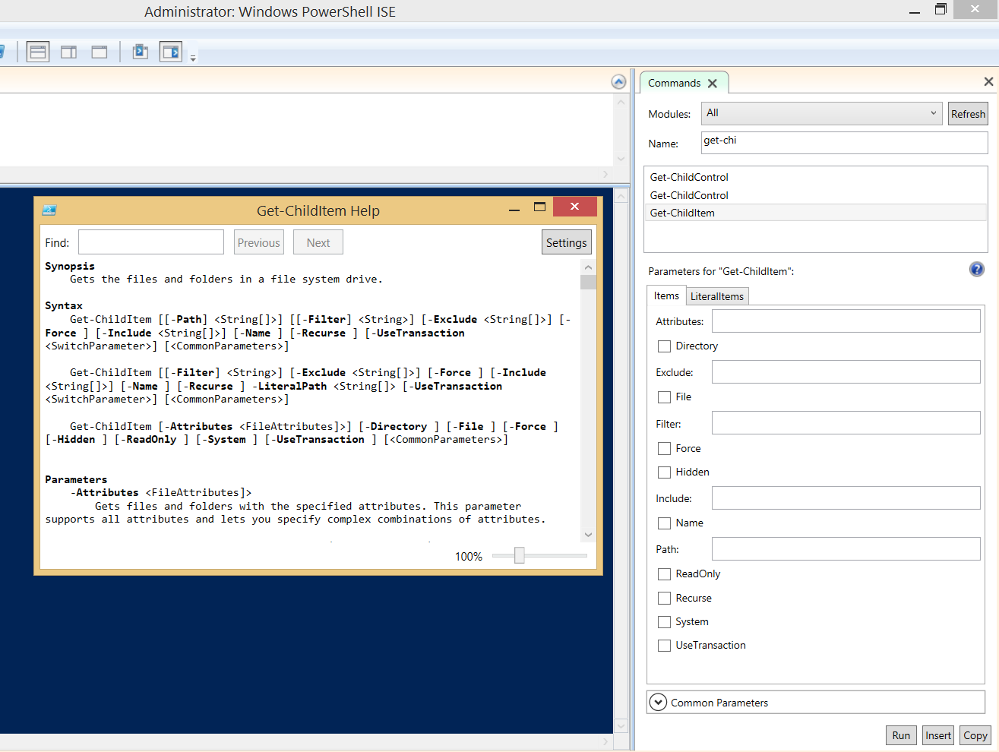 Administrator: Windows PowerShell ISE
Commands
Modules: All Refresh
Name: get-chi
Get-ChildControl
Get-ChildControl
Get-ChildItem
Get-ChildItem Help
Find: Previous Next Settings
Synopsis
Gets the files and folders in a file system drive.
Syntax
Get-ChildItem [[-Path] <String[]>] [[-Filter] <String>] [-Exclude <String[]>] [-
Force ] [-Include <String[]>] [-Name ] [-Recurse ] [-UseTransaction
<SwitchParameter>] [<CommonParameters>]
Get-ChildItem [[-Filter] <String>] [-Exclude <String[]>] [-Force ] [-Include
<String[]>] [-Name ] [-Recurse ] -LiteralPath <String[]> [-UseTransaction
<SwitchParameter>] [<CommonParameters>]
Get-ChildItem [-Attributes <FileAttributes]>] [-Directory ] [-File ] [-Force ]
[-Hidden ] [-ReadOnly ] [-System ] [-UseTransaction ] [<CommonParameters>]
Parameters
-Attributes <FileAttributes]>
Gets files and folders with the specified attributes. This parameter
supports all attributes and lets you specify complex combinations of attributes.
100%
Parameters for "Get-ChildItem":
?
Items LiteralItems
Attributes:
Directory
Exclude:
File
Filter:
Force
Hidden
Include:
Name
Path:
ReadOnly
Recurse
System
UseTransaction
Common Parameters
Run Insert Copy